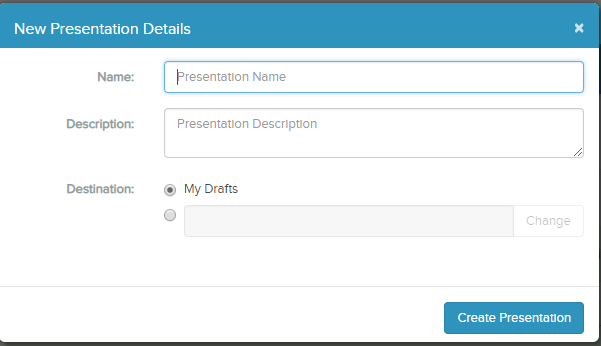 New Presentation Details ×
Name: Presentation Name
Description: Presentation Description
Destination: My Drafts
Change
Create Presentation